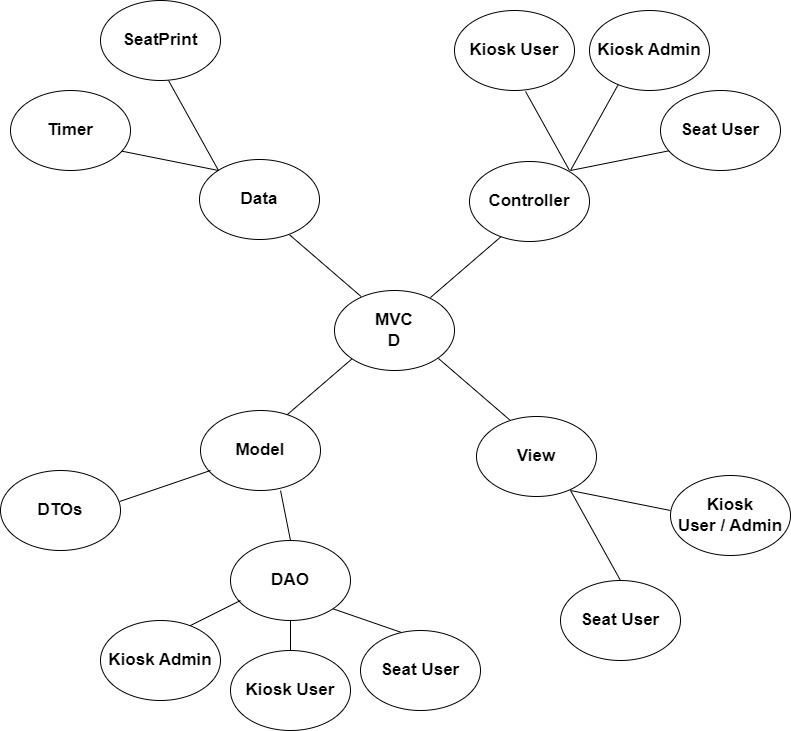 SeatPrint
Kiosk User
Kiosk Admin
Timer
Seat User
Data
Controller
MVC
D
Model
View
DTOs
Kiosk
User / Admin
DAO
Seat User
Kiosk Admin
Kiosk User
Seat User